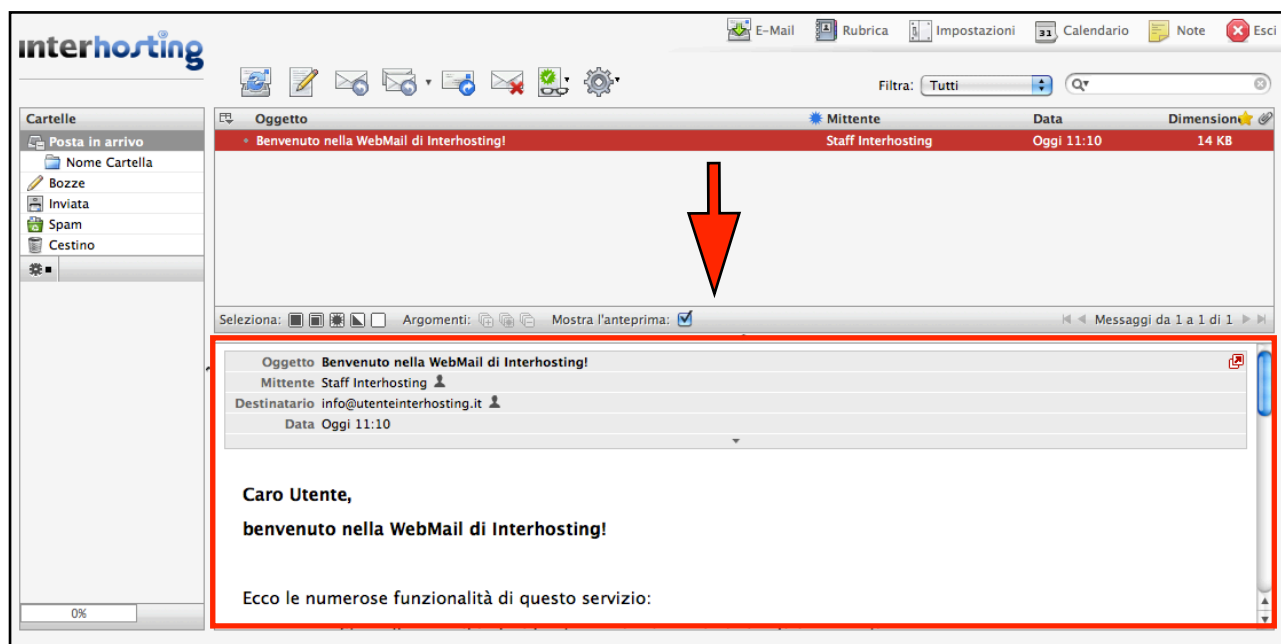 interhosting
E-Mail Rubrica Impostazioni 31 Calendario Note Esci
Filtra: Tutti
Cartelle
Posta in arrivo
Nome Cartella
Bozze
Inviata
Spam
Cestino
0%
Oggetto Mittente Data Dimension
Benvenuto nella WebMail di Interhosting! Staff Interhosting Oggi 11:10 14 KB
Seleziona: Argomenti: Mostra l'anteprima: Messaggi da 1 a 1 di 1
Oggetto Benvenuto nella WebMail di Interhosting!
Mittente Staff Interhosting
Destinatario info@utenteinterhosting.it
Data Oggi 11:10
Caro Utente,
benvenuto nella WebMail di Interhosting!
Ecco le numerose funzionalità di questo servizio: